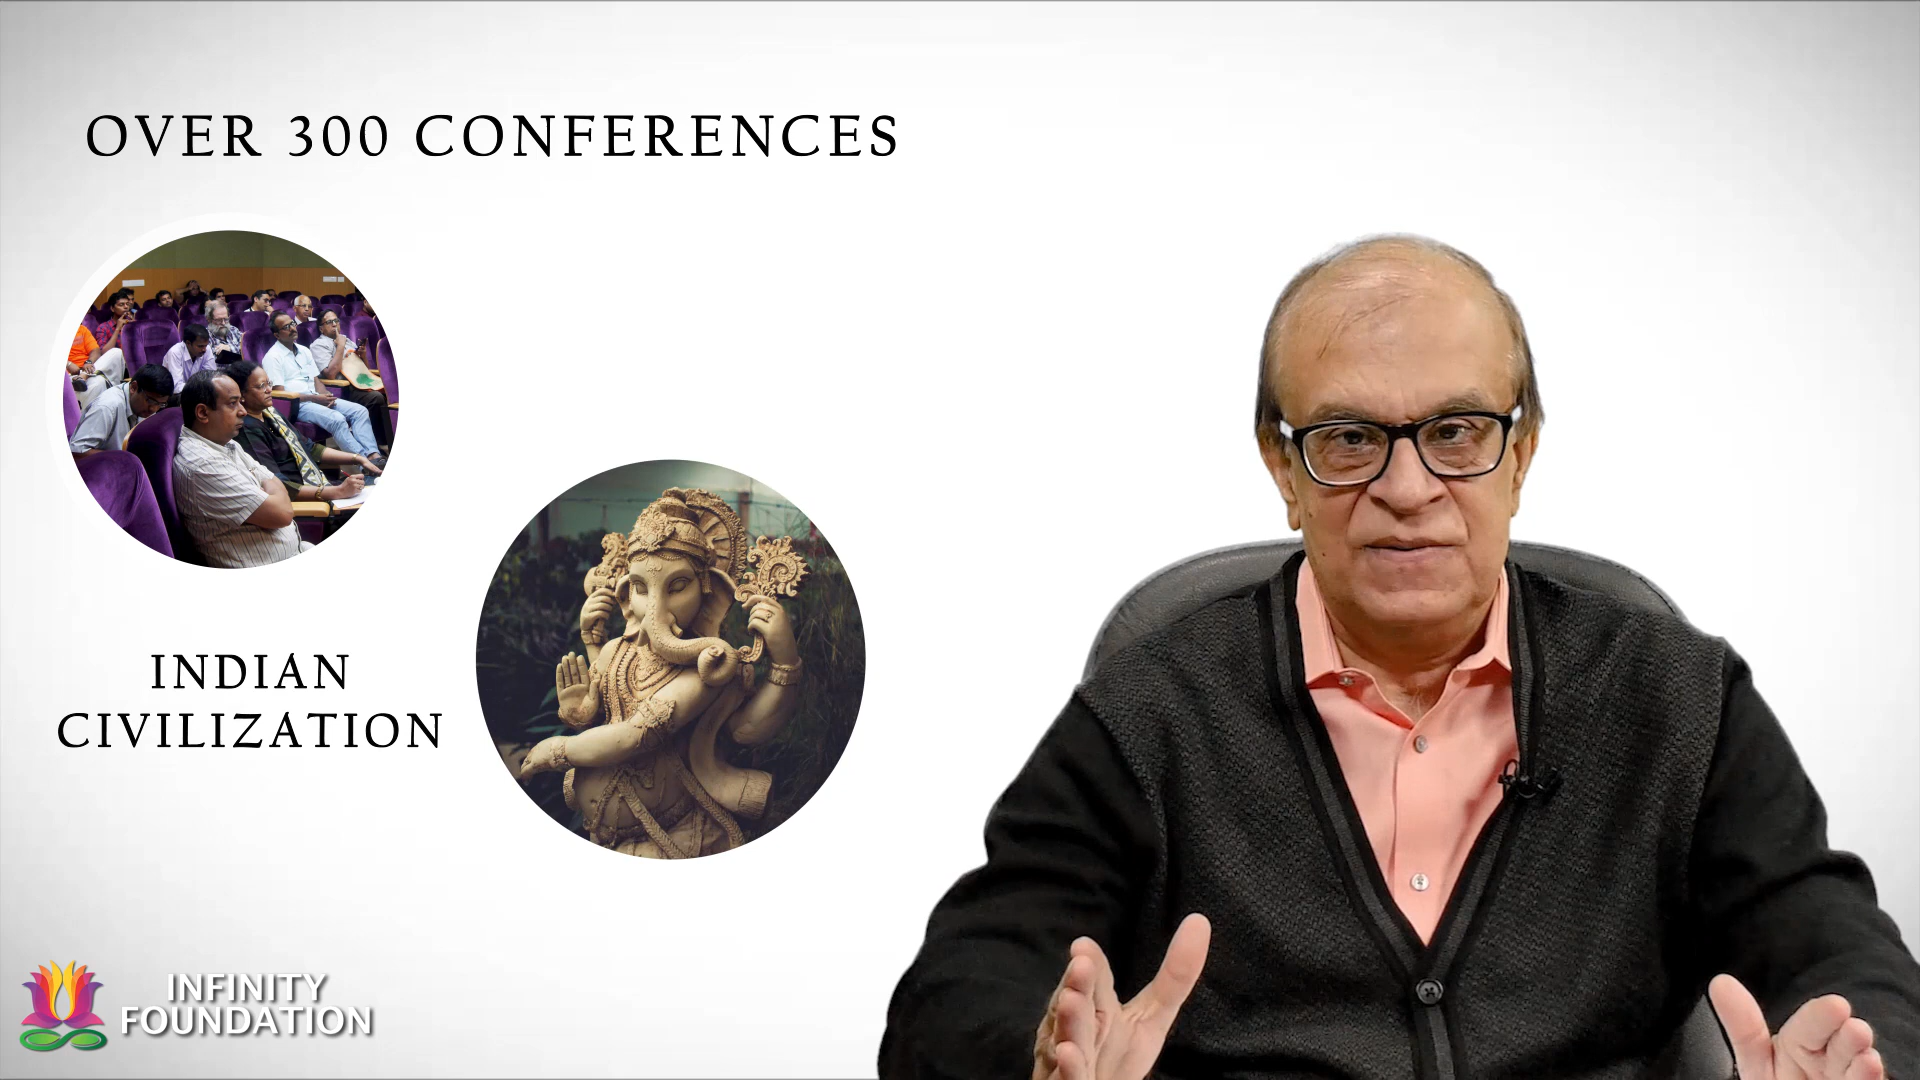 OVER 300 CONFERENCES
INDIAN
CIVILIZATION
INFINITY
FOUNDATION